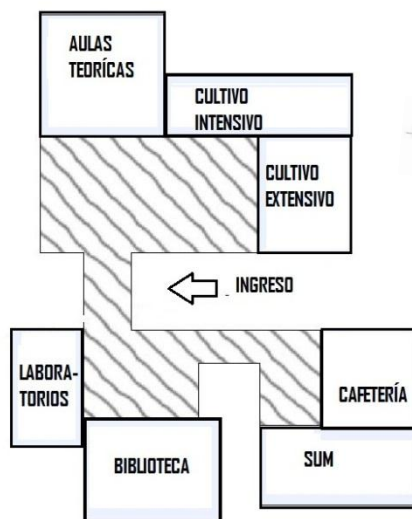 AULAS
TEORÍCAS
CULTIVO
INTENSIVO
CULTIVO
EXTENSIVO
INGRESO
LABORA-
TORIOS
CAFETERÍA
BIBLIOTECA
SUM